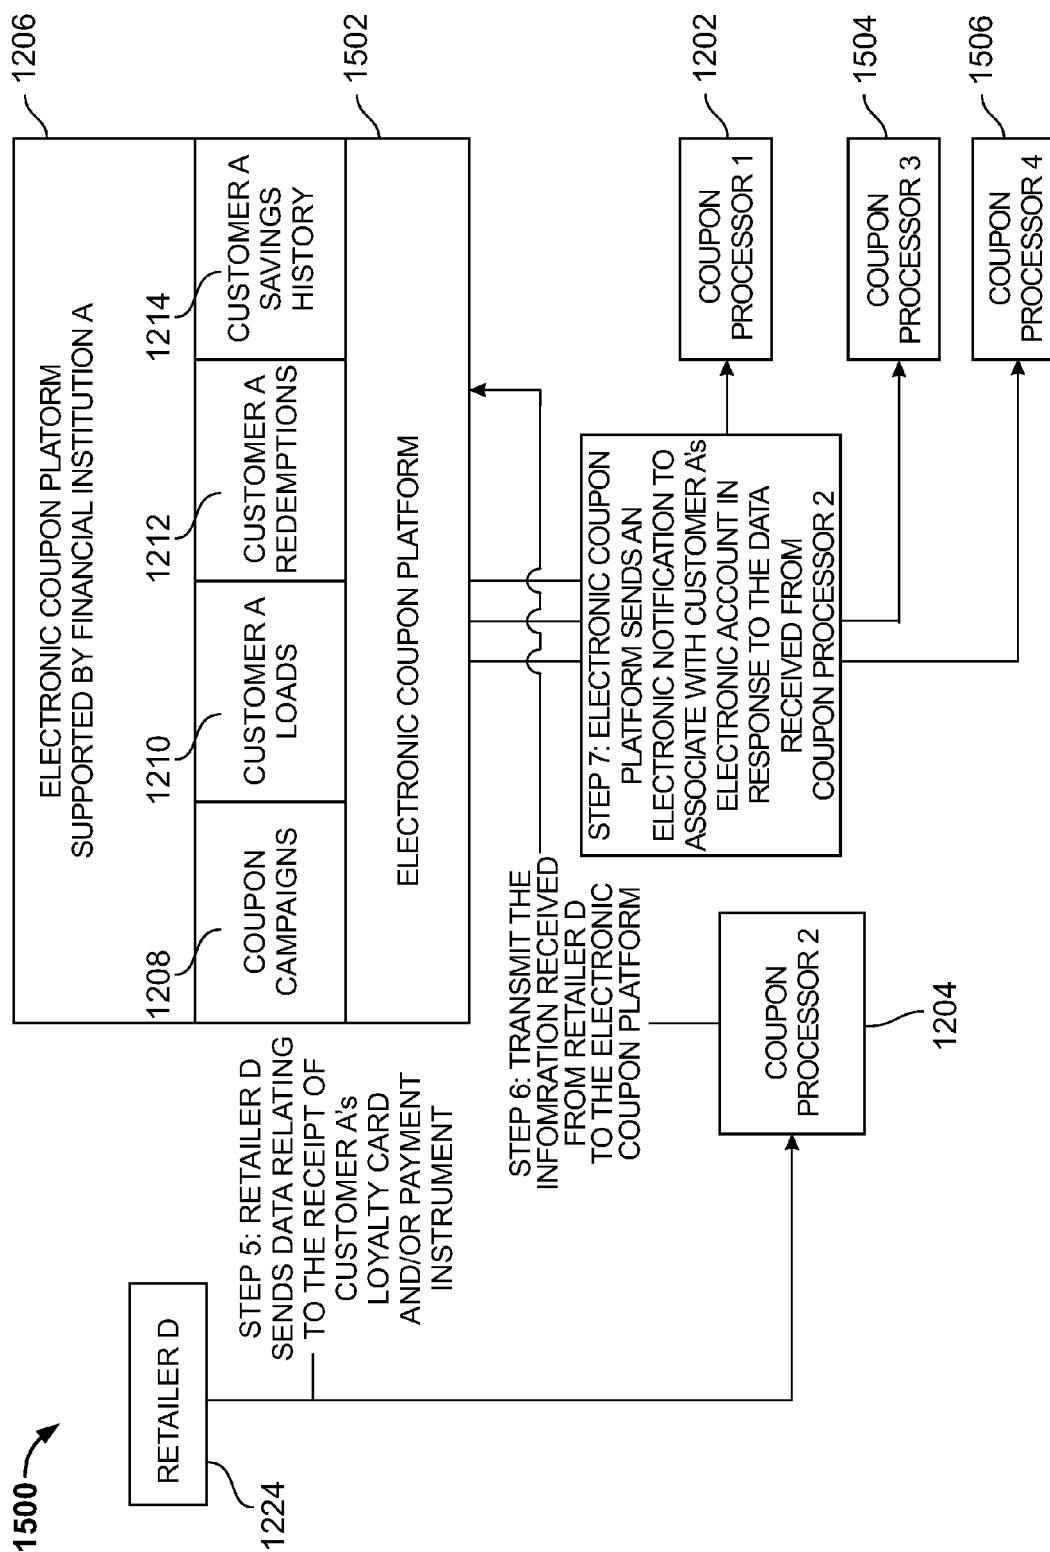 1500
RETAILER D
1224
STEP 5: RETAILER D
SENDS DATA RELATING
TO THE RECEIPT OF
CUSTOMER A's
LOYALTY CARD
AND/OR PAYMENT
INSTRUMENT
ELECTRONIC COUPON PLATORM
SUPPORTED BY FINANCIAL INSTITUTION A
1206
1208
COUPON
CAMPAIGNS
1210
CUSTOMER A
LOADS
1212
CUSTOMER A
REDEMPTIONS
1214
CUSTOMER A
SAVINGS
HISTORY
ELECTRONIC COUPON PLATFORM
1502
STEP 6: TRANSMIT THE
INFOMRATION RECEIVED
FROM RETAILER D
TO THE ELECTRONIC
COUPON PLATFORM
COUPON
PROCESSOR 2
1204
STEP 7: ELECTRONIC COUPON
PLATFORM SENDS AN
ELECTRONIC NOTIFICATION TO
ASSOCIATE WITH CUSTOMER A's
ELECTRONIC ACCOUNT IN
RESPONSE TO THE DATA
RECEIVED FROM
COUPON PROCESSOR 2
COUPON
PROCESSOR 1
1202
COUPON
PROCESSOR 3
1504
COUPON
PROCESSOR 4
1506